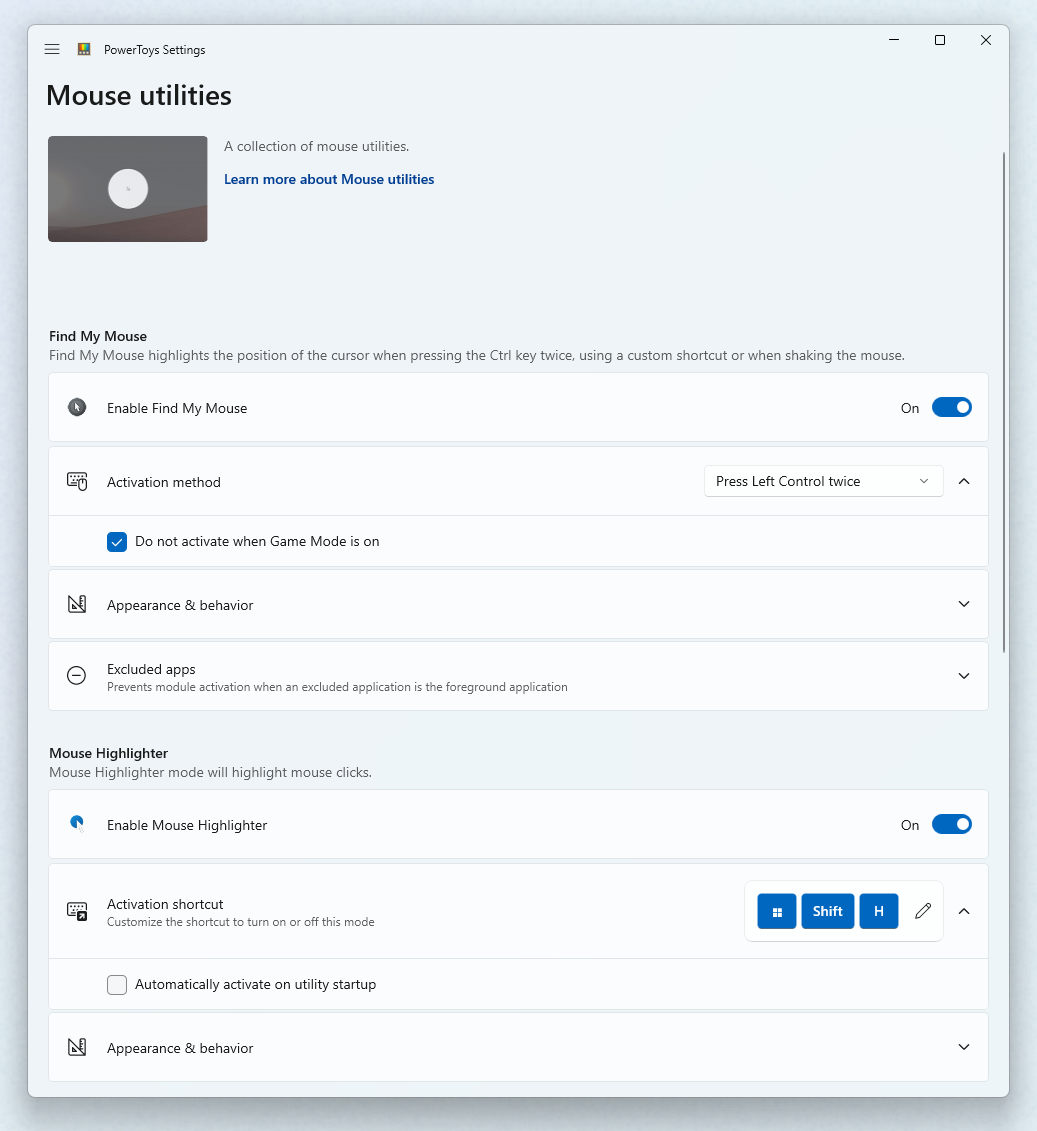 PowerToys Settings
Mouse utilities
A collection of mouse utilities.
Learn more about Mouse utilities
Find My Mouse
Find My Mouse highlights the position of the cursor when pressing the Ctrl key twice, using a custom shortcut or when shaking the mouse.
Enable Find My Mouse
On
Activation method
Press Left Control twice
Do not activate when Game Mode is on
Appearance & behavior
Excluded apps
Prevents module activation when an excluded application is the foreground application
Mouse Highlighter
Mouse Highlighter mode will highlight mouse clicks.
Enable Mouse Highlighter
On
Activation shortcut
Customize the shortcut to turn on or off this mode
Shift H
Automatically activate on utility startup
Appearance & behavior